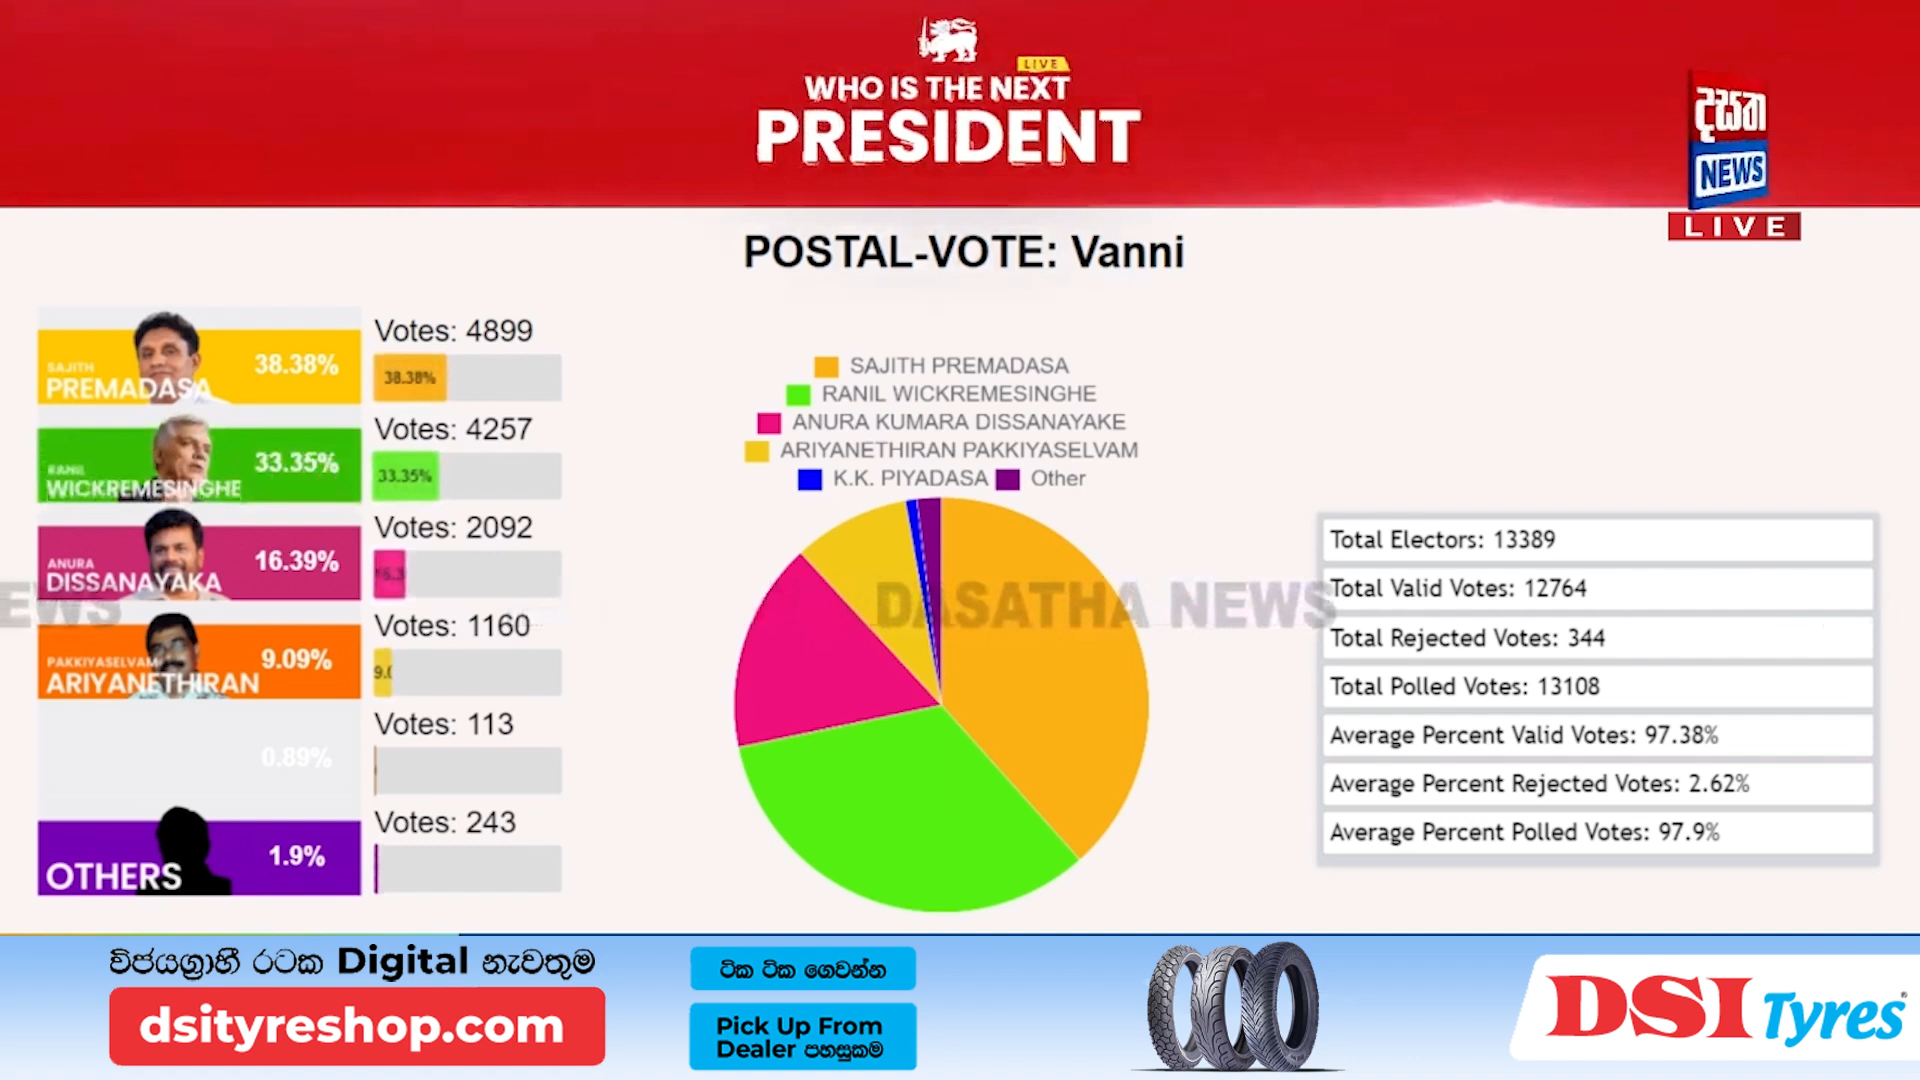 LIVE
WHO IS THE NEXT
PRESIDENT
දසත
NEWS
LIVE
POSTAL-VOTE: Vanni
SAJITH
PREMADASA
38.38%
Votes: 4899
38.38%
RANIL
WICKREMESINGHE
33.35%
Votes: 4257
33.35%
ANURA
DISSANAYAKA
16.39%
Votes: 2092
PAKKIYASELVAM
ARIYANETHIRAN
9.09%
Votes: 1160
9.0
0.89%
Votes: 113
OTHERS
1.9%
Votes: 243
SAJITH PREMADASA
RANIL WICKREMESINGHE
ANURA KUMARA DISSANAYAKE
ARIYANETHIRAN PAKKIYASELVAM
K.K. PIYADASA Other
EWS
DASATHA NEWS
Total Electors: 13389
Total Valid Votes: 12764
Total Rejected Votes: 344
Total Polled Votes: 13108
Average Percent Valid Votes: 97.38%
Average Percent Rejected Votes: 2.62%
Average Percent Polled Votes: 97.9%
විජයග්‍රාහී රටක Digital නැවතුම
dsityreshop.com
ටික ටික ගෙවන්න
Pick Up From
Dealer පහසුකම
DSI Tyres